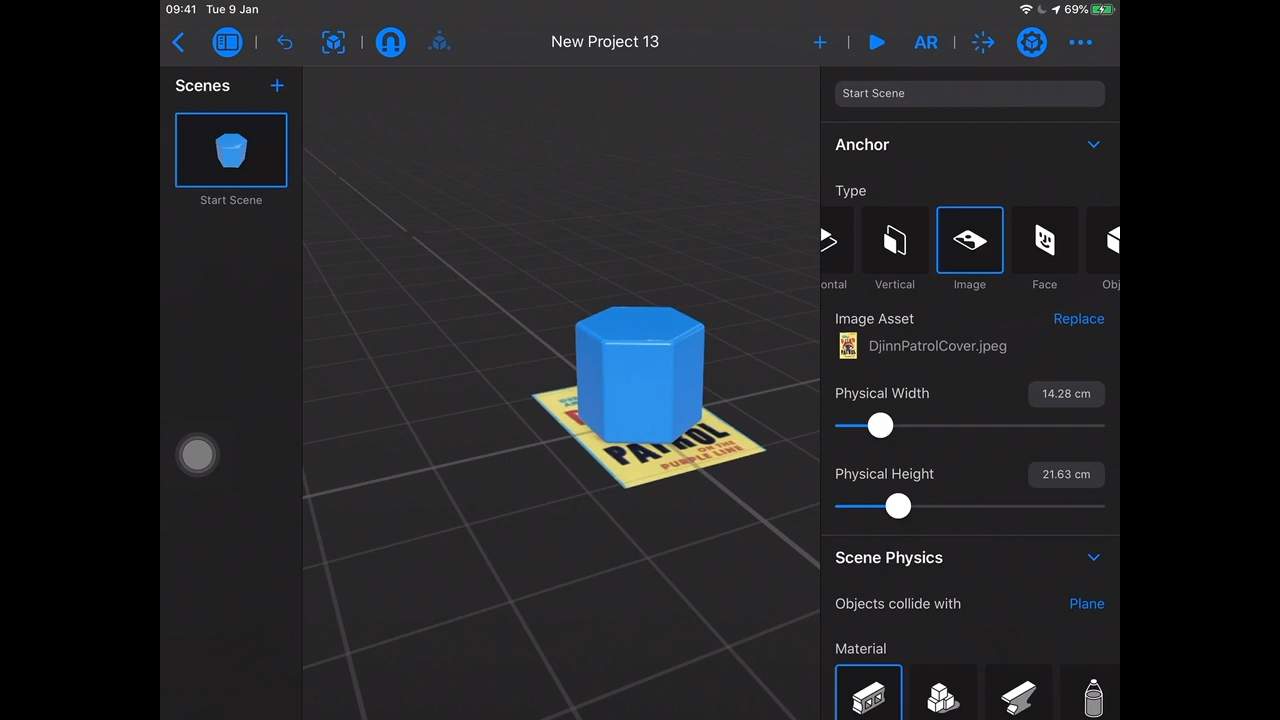 09:41 Tue 9 Jan
69%
New Project 13
AR
Scenes
Start Scene
Start Scene
Anchor
Type
ontal
Vertical
Image
Face
Obj
Image Asset
Replace
DjinnPatrolCover.jpeg
Physical Width
14.28 cm
Physical Height
21.63 cm
Scene Physics
Objects collide with
Plane
Material
PATROL
ON THE
PURPLE LINE